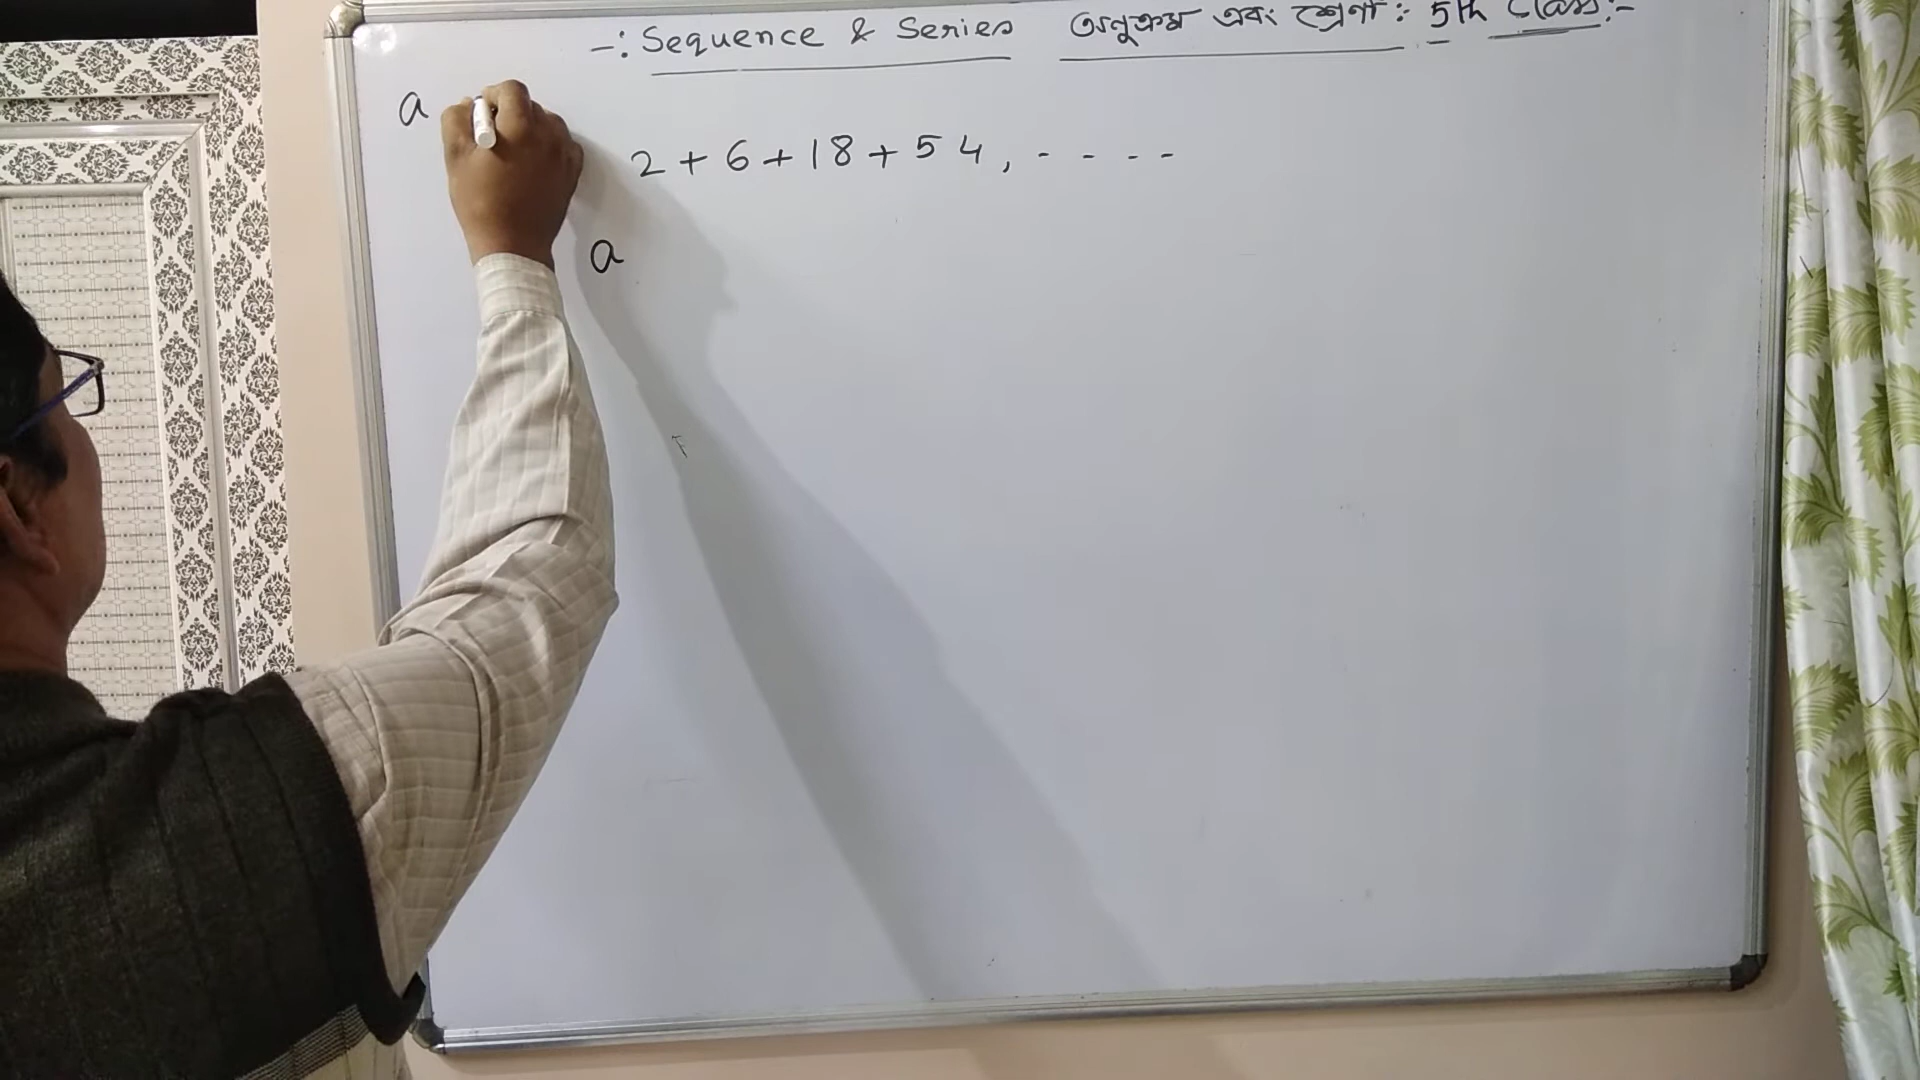 -: Sequence & Series অনুক্রম এবং শ্রেণী : 5th Class :-
a
2 + 6 + 18 + 54 , - - - -
a